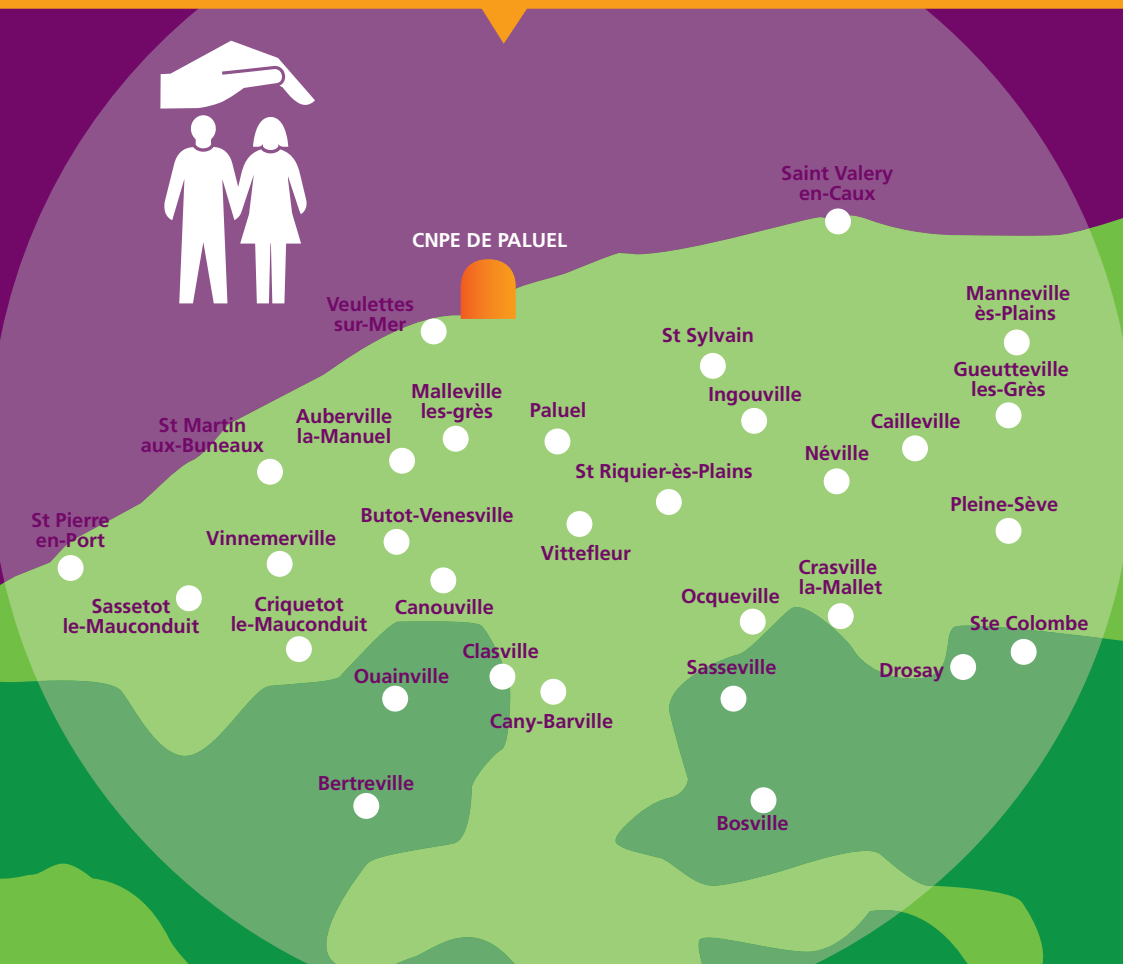 Saint Valery
en-Caux
CNPE DE PALUEL
Veulettes
sur-Mer
Manneville
ès-Plains
St Sylvain
Gueutteville
les-Grès
Malleville
les-grès
Ingouville
Auberville
la-Manuel
Paluel
Cailleville
St Martin
aux-Buneaux
Néville
St Riquier-ès-Plains
Pleine-Sève
St Pierre
en-Port
Butot-Venesville
Vinnemerville
Vittefleur
Crasville
la-Mallet
Sassetot
le-Mauconduit
Criquetot
le-Mauconduit
Canouville
Ocqueville
Ste Colombe
Clasville
Ouainville
Sasseville
Drosay
Cany-Barville
Bertreville
Bosville